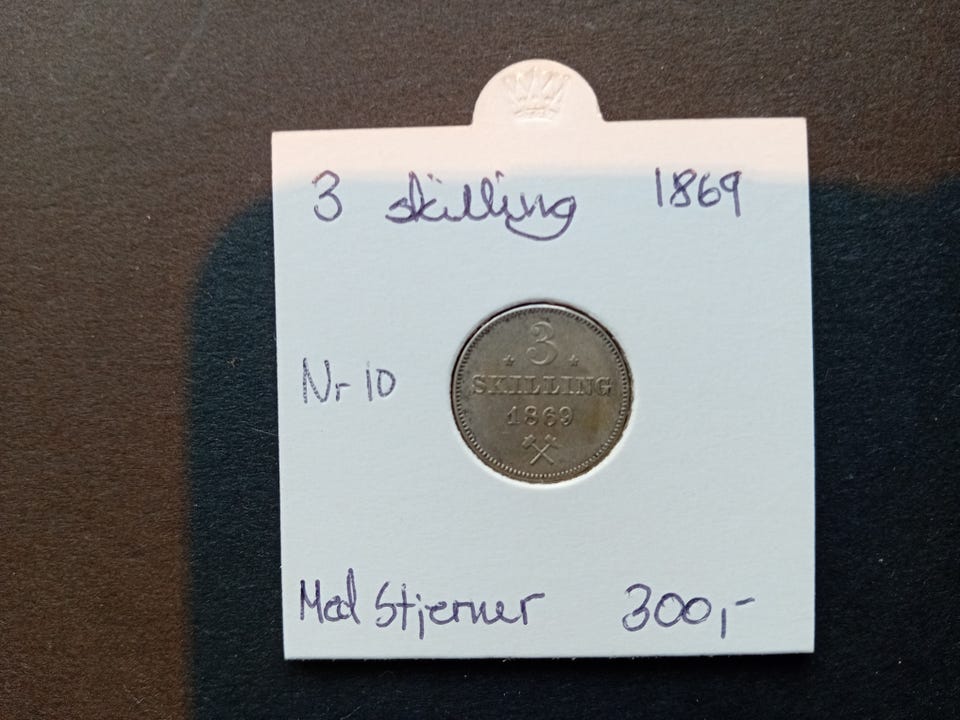 3 skilling 1869
Nr 10
3
SKILLING
1869
Med Stjerner 300,-